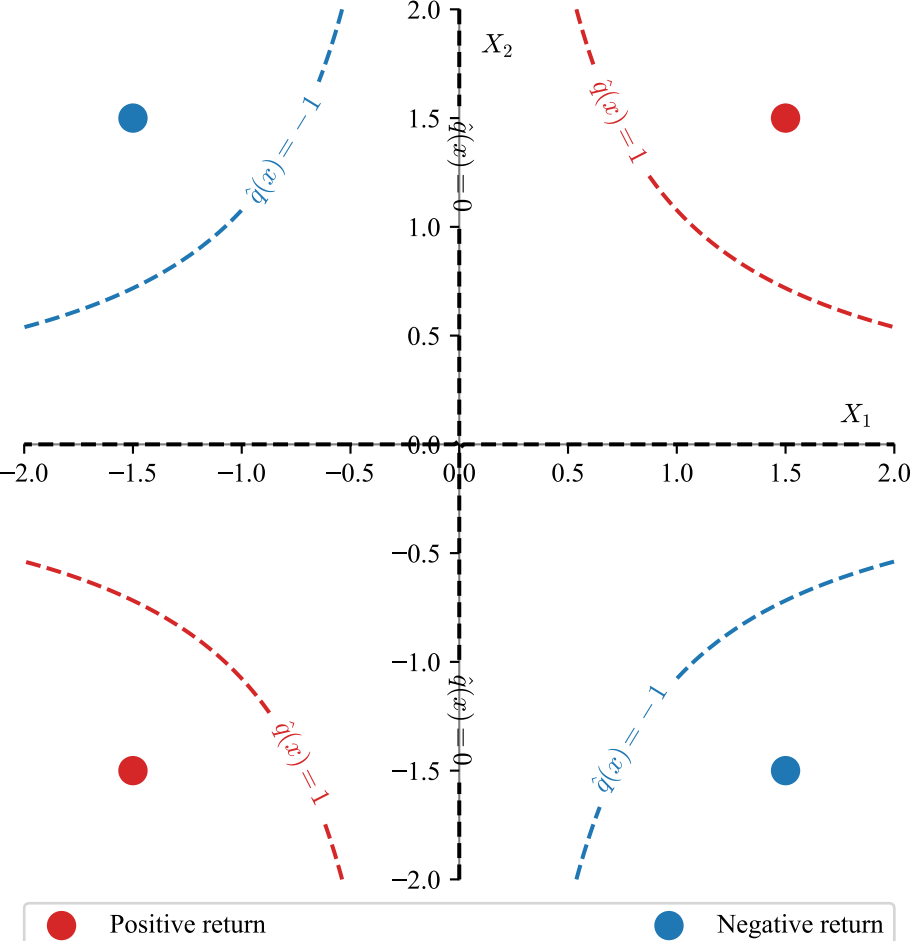 2.0
X₂
q̂(x) = 1
1.5
q̂(x) = −1
q̂(x) = 0
1.0
0.5
X₁
0.0
−2.0 −1.5 −1.0 −0.5 0.0 0.5 1.0 1.5 2.0
−0.5
−1.0
q̂(x) = −1
q̂(x) = 0
q̂(x) = 1
−1.5
−2.0
Positive return Negative return